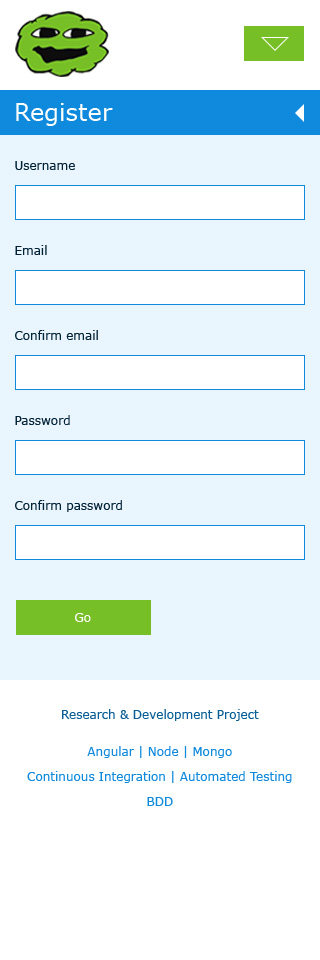 Register
Username
Email
Confirm email
Password
Confirm password
Go
Research & Development Project
Angular | Node | Mongo
Continuous Integration | Automated Testing
BDD